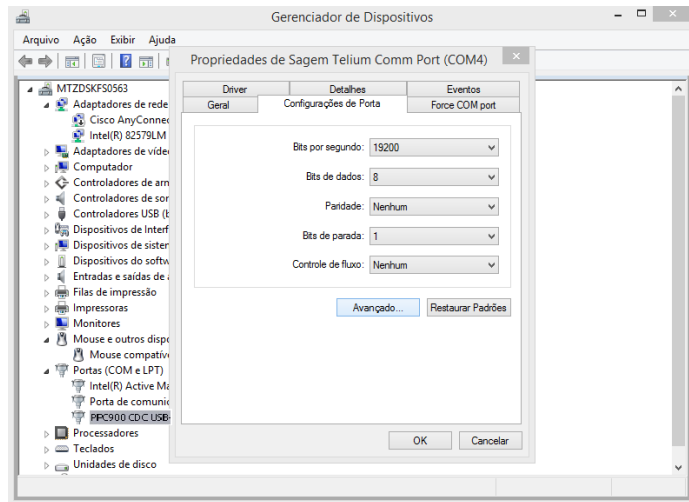 Gerenciador de Dispositivos
Arquivo Ação Exibir Ajuda
Propriedades de Sagem Telium Comm Port (COM4)
MTZDSKFS0563
Adaptadores de rede
Cisco AnyConnec
Intel(R) 82579LM
Adaptadores de víde
Computador
Controladores de arm
Controladores de sor
Controladores USB (b
Dispositivos de Interf
Dispositivos de sister
Dispositivos do softw
Entradas e saídas de
Filas de impressão
Impressoras
Monitores
Mouse e outros dispo
Mouse compatív
Portas (COM e LPT)
Intel(R) Active Ma
Porta de comunic
PPC900 CDC USB-
Processadores
Teclados
Unidades de disco
Driver Detalhes Eventos
Geral Configurações de Porta Force COM port
Bits por segundo: 19200
Bits de dados: 8
Paridade: Nenhum
Bits de parada: 1
Controle de fluxo: Nenhum
Avançado... Restaurar Padrões
OK Cancelar